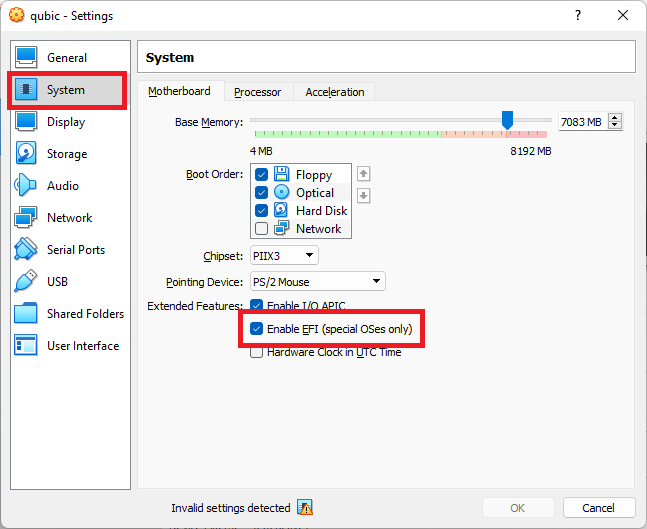 qubic - Settings
?
General
System
Display
Storage
Audio
Network
Serial Ports
USB
Shared Folders
User Interface
System
Motherboard Processor Acceleration
Base Memory: 7083 MB
4 MB 8192 MB
Boot Order: Floppy
Optical
Hard Disk
Network
Chipset: PIIX3
Pointing Device: PS/2 Mouse
Extended Features: Enable I/O APIC
Enable EFI (special OSes only)
Hardware Clock in UTC Time
Invalid settings detected OK Cancel